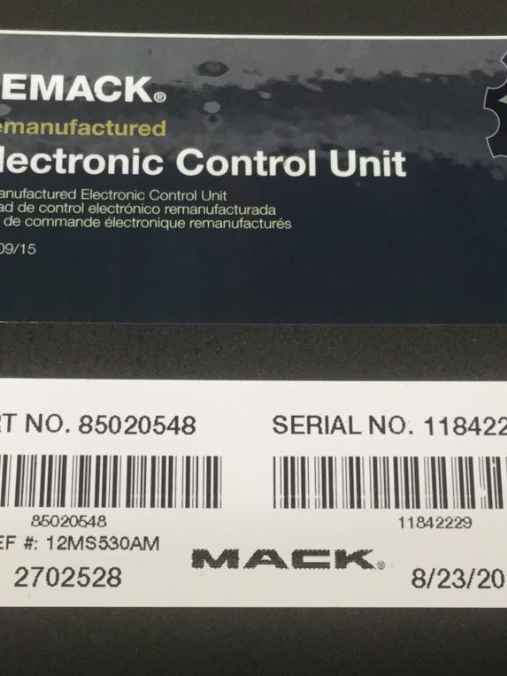 EMACK®
emanufactured
lectronic Control Unit
anufactured Electronic Control Unit
ad de control electrónico remanufacturada
de commande électronique remanufacturés
09/15
T NO. 85020548
SERIAL NO. 118422
85020548
11842229
EF #: 12MS530AM
MACK®
2702528
8/23/20